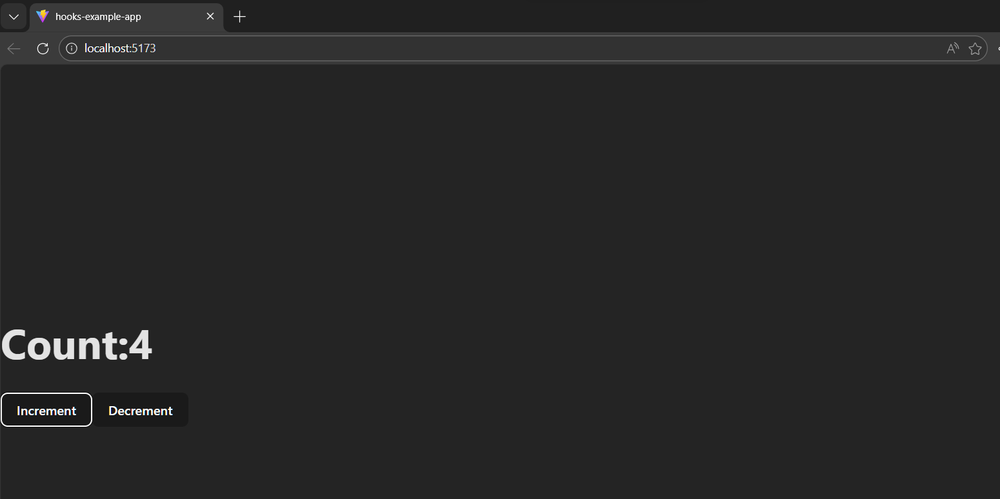 hooks-example-app
localhost:5173
Count:4
Increment Decrement